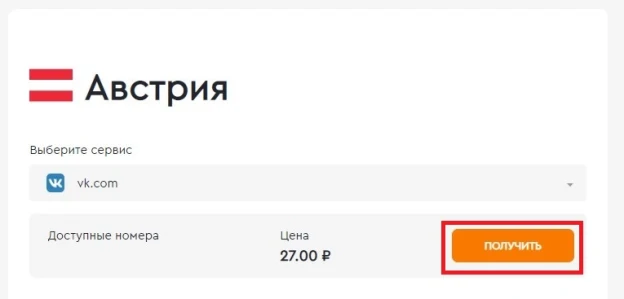 Австрия
Выберите сервис
vk.com
Доступные номера
Цена
27.00 ₽
ПОЛУЧИТЬ